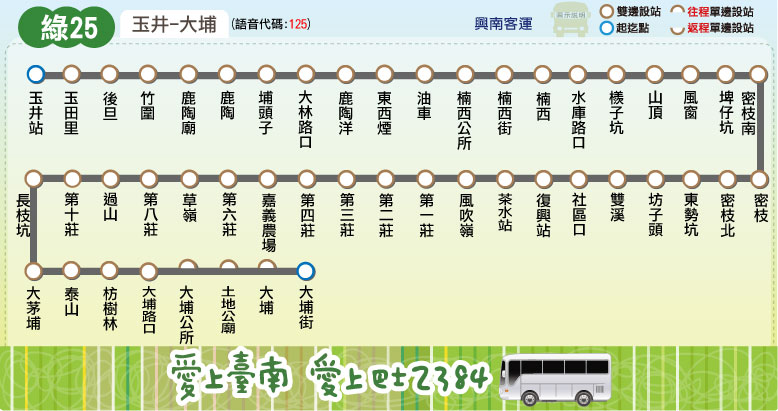 綠25
玉井-大埔
(語音代碼:125)
興南客運
雙邊設站
往程單邊設站
起迄點
返程單邊設站
玉井站
玉田里
後旦
竹圍
鹿陶廟
鹿陶
埔頭子
大林路口
鹿陶洋
東西煙
油車
楠西公所
楠西街
楠西
水庫路口
檨子坑
山頂
風窗
埤仔坑
密枝南
長枝坑
第十莊
過山
第八莊
草嶺
第六莊
嘉義農場
第四莊
第三莊
第二莊
第一莊
風吹嶺
茶水站
復興站
社區口
雙溪
坊子頭
東勢坑
密枝北
密枝
大茅埔
泰山
枋樹林
大埔路口
大埔公所
土地公廟
大埔
大埔街
愛上臺南 愛上巴士2384